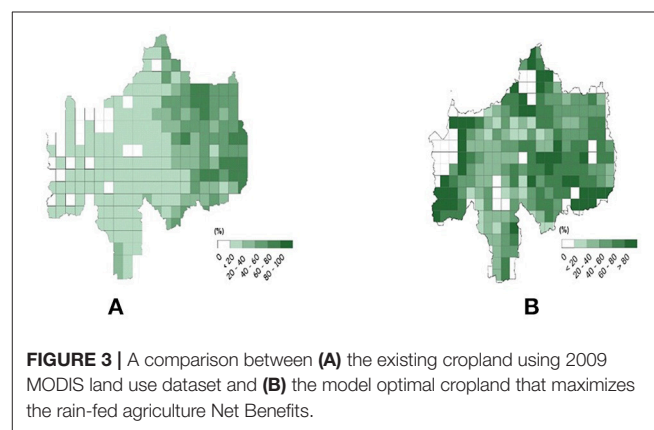 (%)
0
<20
20 - 40
40 - 60
60 - 80
80 - 100
(%)
0
< 20
20 - 40
40 - 60
60 - 80
> 80
A
B
FIGURE 3 | A comparison between (A) the existing cropland using 2009
MODIS land use dataset and (B) the model optimal cropland that maximizes
the rain-fed agriculture Net Benefits.